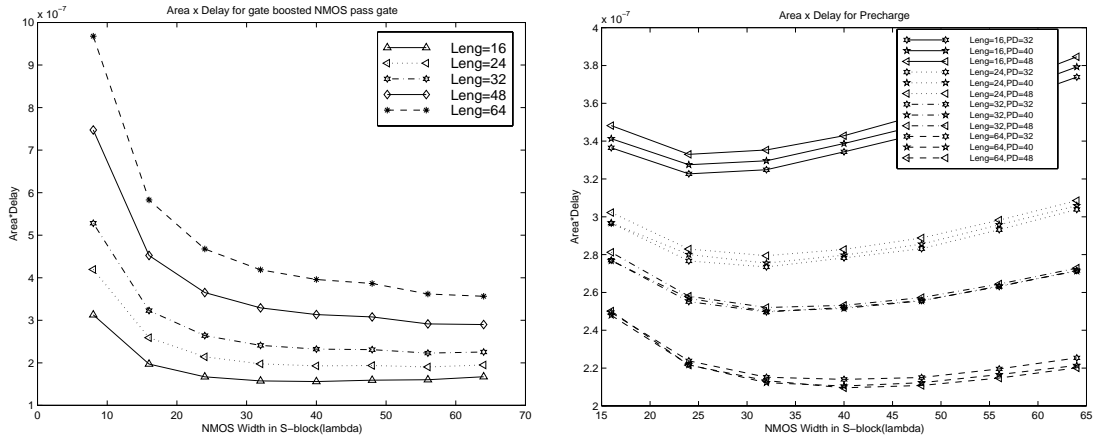 Area x Delay for gate boosted NMOS pass gate
x 10⁻⁷
10
9
8
7
6
5
4
3
2
1
Area*Delay
0
10
20
30
40
50
60
70
NMOS Width in S−block(lambda)
Leng=16
Leng=24
Leng=32
Leng=48
Leng=64
Area x Delay for Precharge
x 10⁻⁷
4
3.8
3.6
3.4
3.2
3
2.8
2.6
2.4
2.2
2
Area*Delay
15
20
25
30
35
40
45
50
55
60
65
NMOS Width in S−block(lambda)
Leng=16,PD=32
Leng=16,PD=40
Leng=16,PD=48
Leng=24,PD=32
Leng=24,PD=40
Leng=24,PD=48
Leng=32,PD=32
Leng=32,PD=40
Leng=32,PD=48
Leng=64,PD=32
Leng=64,PD=40
Leng=64,PD=48